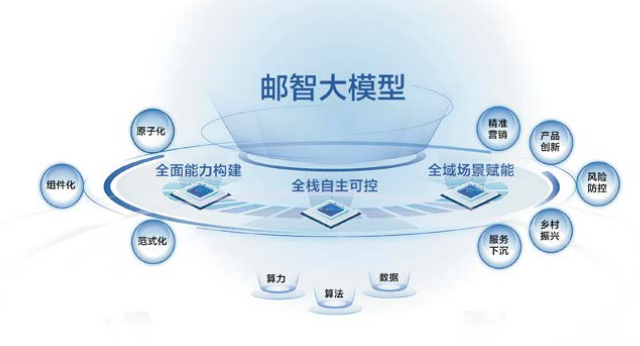 邮智大模型
原子化
组件化
范式化
全面能力构建
全栈自主可控
全域场景赋能
精准
营销
产品
创新
风险
防控
乡村
振兴
服务
下沉
算力
算法
数据